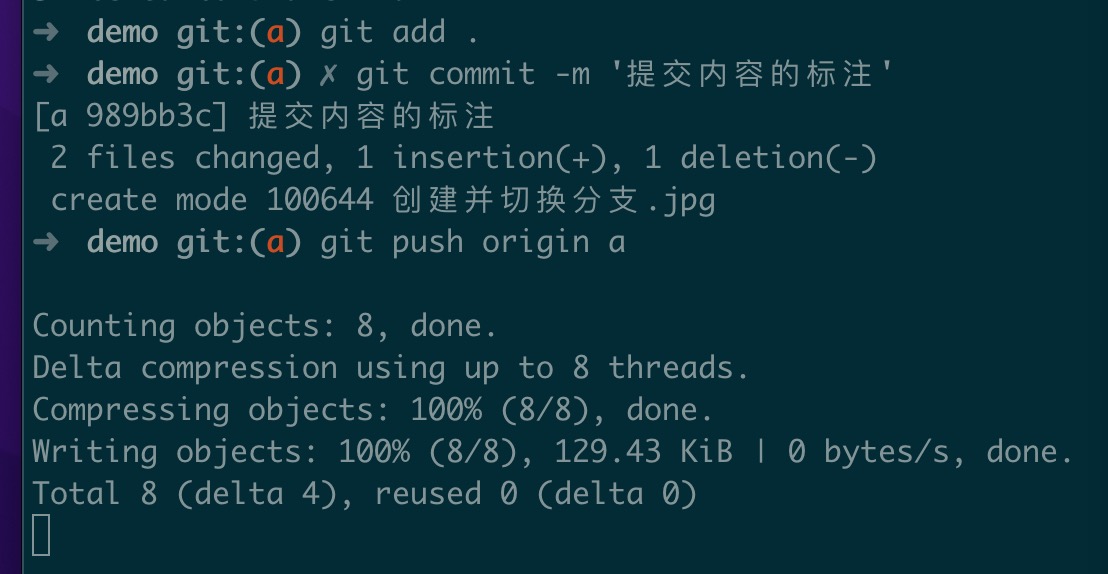 ➜ demo git:(a) git add .
➜ demo git:(a) ✗ git commit -m '提交内容的标注'
[a 989bb3c] 提交内容的标注
2 files changed, 1 insertion(+), 1 deletion(-)
create mode 100644 创建并切换分支.jpg
➜ demo git:(a) git push origin a
Counting objects: 8, done.
Delta compression using up to 8 threads.
Compressing objects: 100% (8/8), done.
Writing objects: 100% (8/8), 129.43 KiB | 0 bytes/s, done.
Total 8 (delta 4), reused 0 (delta 0)